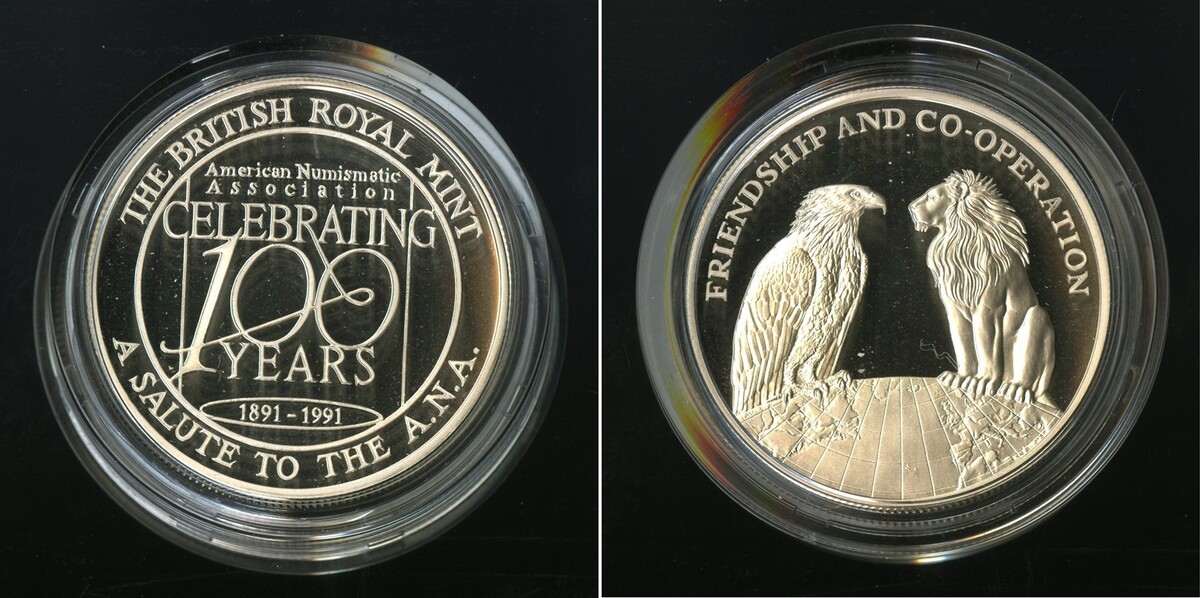 THE BRITISH ROYAL MINT
American Numismatic
Association
CELEBRATING
100
YEARS
1891-1991
A SALUTE TO THE A.N.A.
FRIENDSHIP AND CO-OPERATION